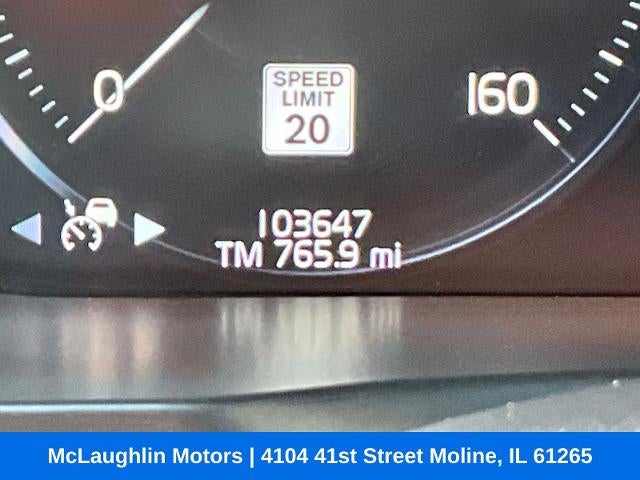 0
SPEED
LIMIT
20
160
103647
TM 765.9 mi
McLaughlin Motors | 4104 41st Street Moline, IL 61265